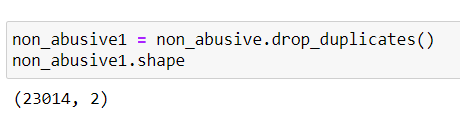 non_abusive1 = non_abusive.drop_duplicates()
non_abusive1.shape
(23014, 2)